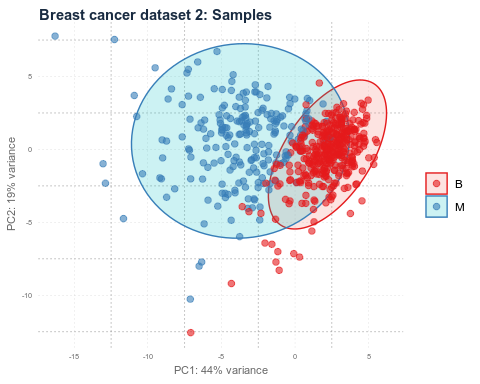 Breast cancer dataset 2: Samples
PC2: 19% variance
5
0
-5
-10
-15
-10
-5
0
5
PC1: 44% variance
B
M